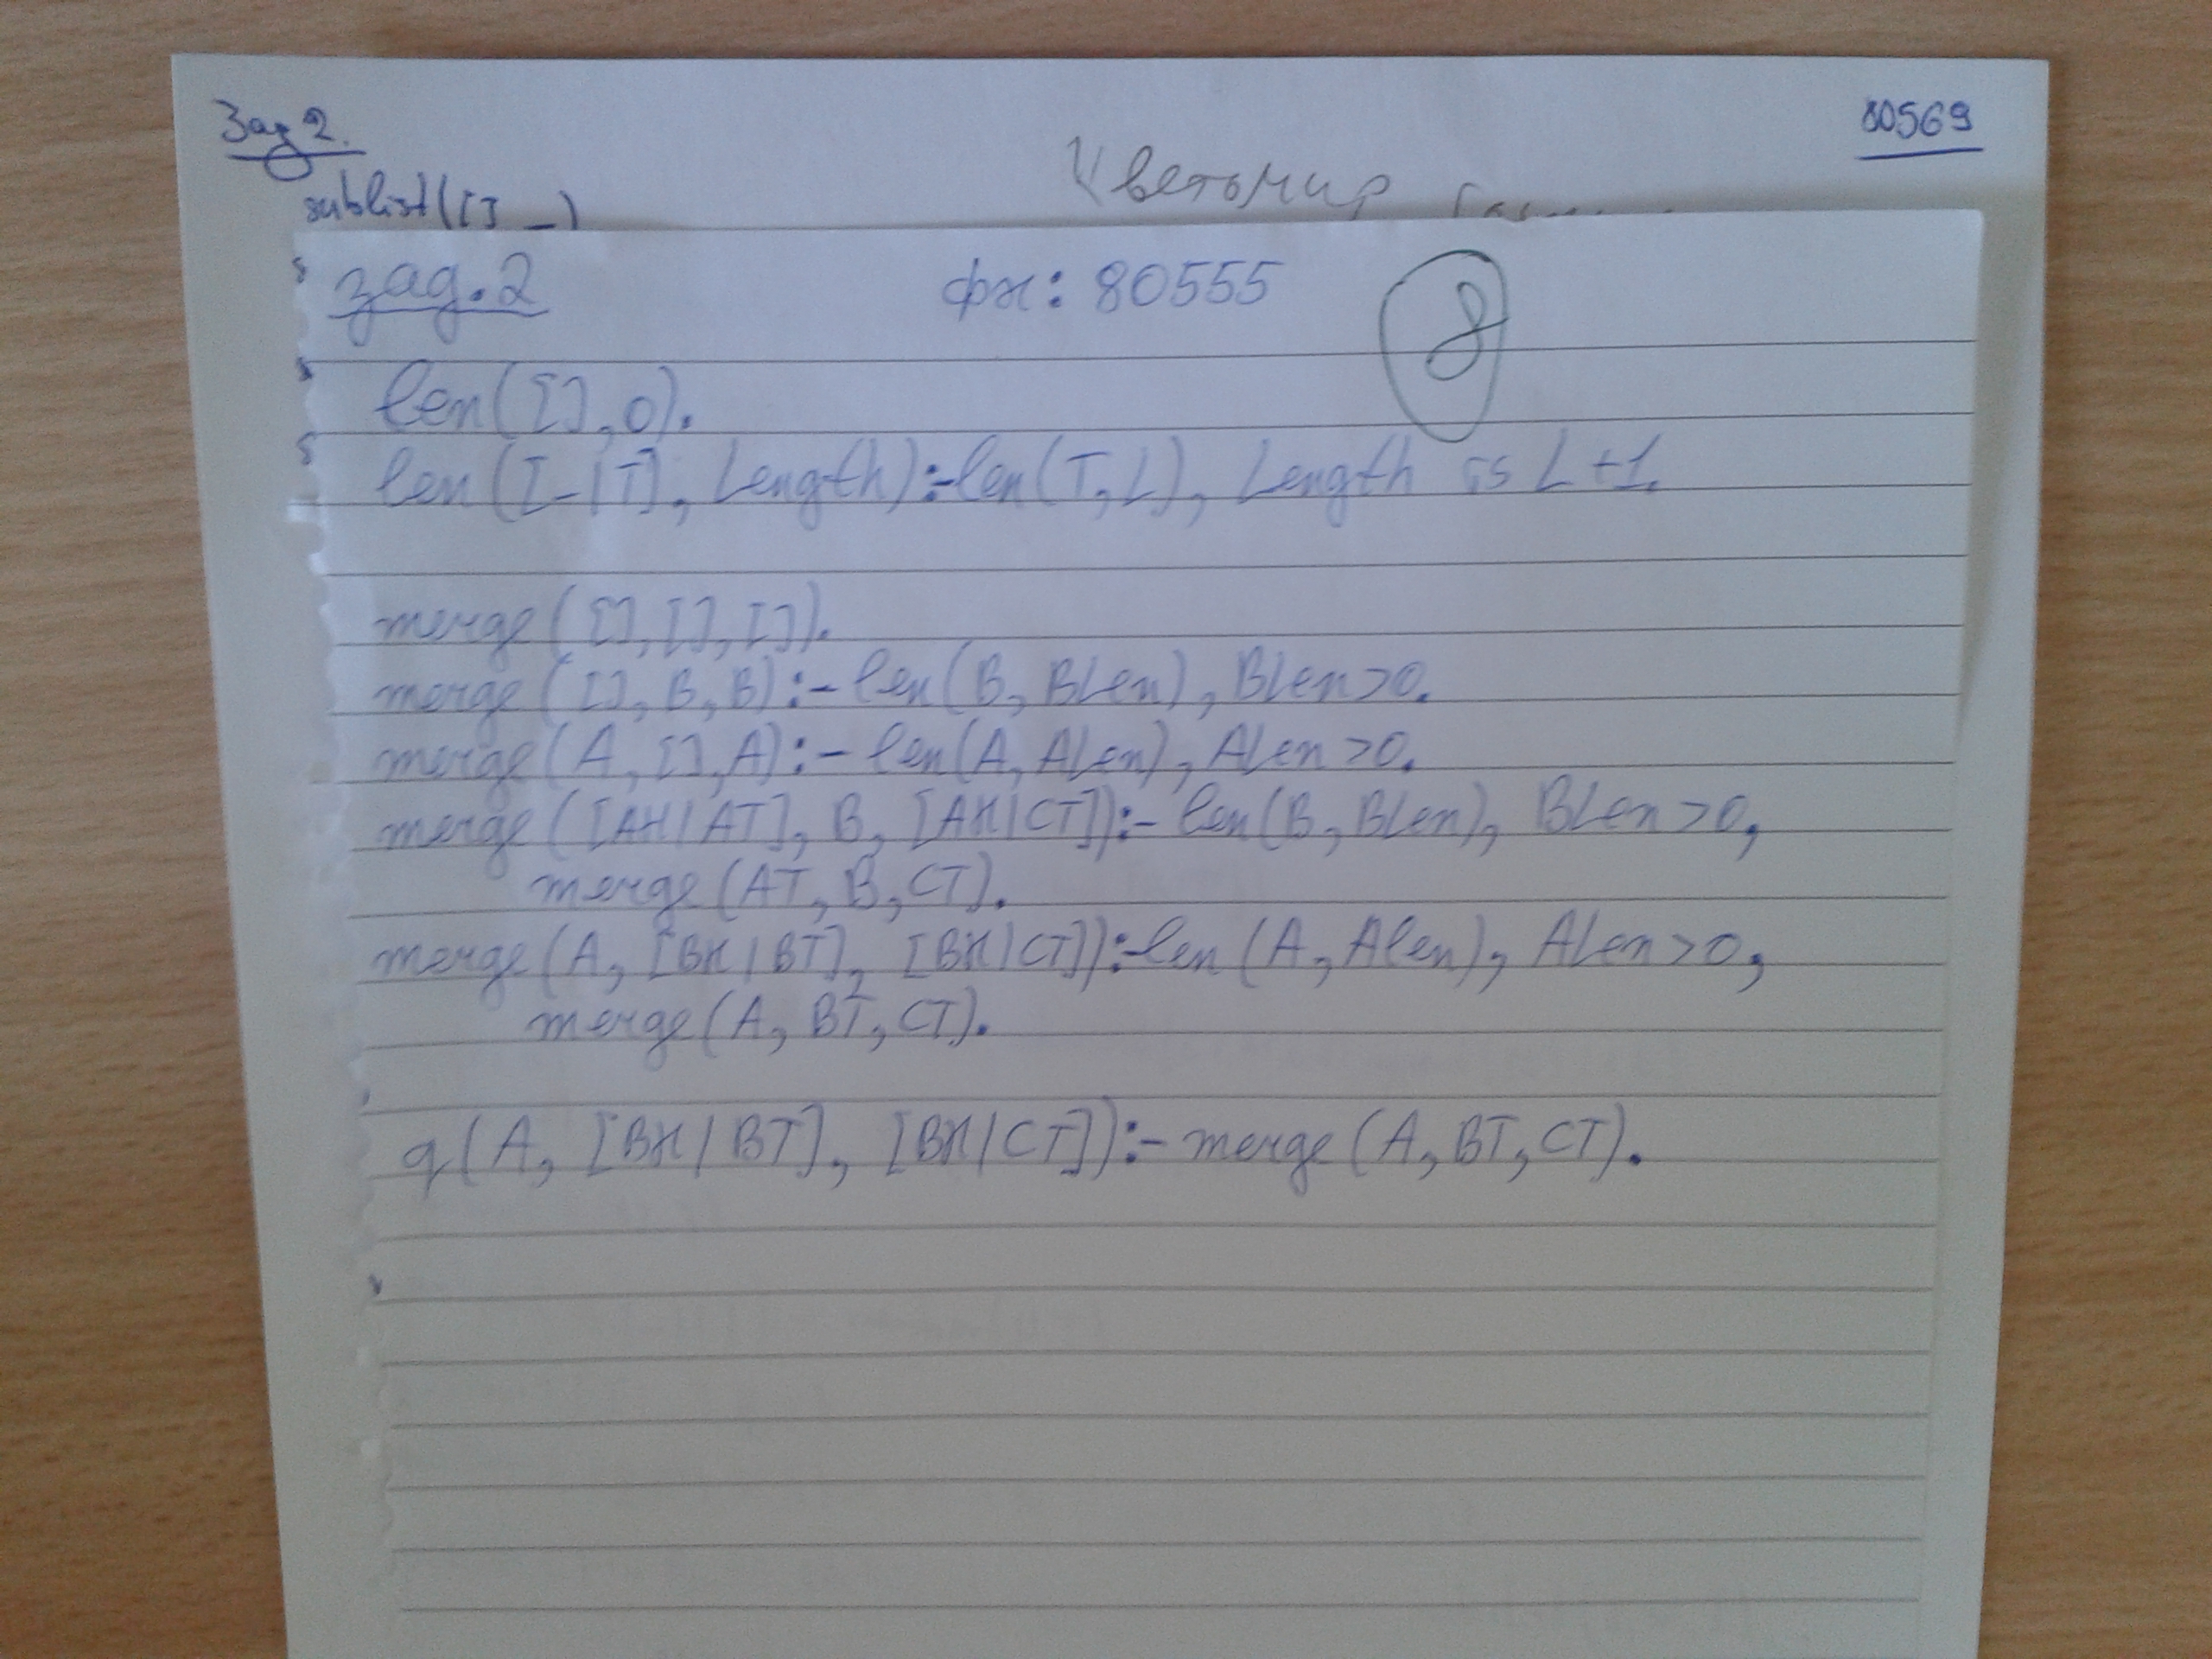 Зад 2.
80569
Цветомир
sublist([] _)
зад. 2
фн: 80555
8
len([],0).
len([_|T], Length):-len(T,L), Length is L+1.
merge([],[],[]).
merge([],B,B):-len(B,BLen), BLen>0.
merge(A,[],A):-len(A,ALen), ALen>0.
merge([AH|AT], B, [AH|CT]):- len(B,BLen), BLen>0,
merge(AT,B,CT).
merge(A, [BH|BT], [BH|CT]):-len(A,ALen), ALen>0,
merge(A, BT, CT).
q(A, [BH|BT], [BH|CT]):-merge(A,BT,CT).